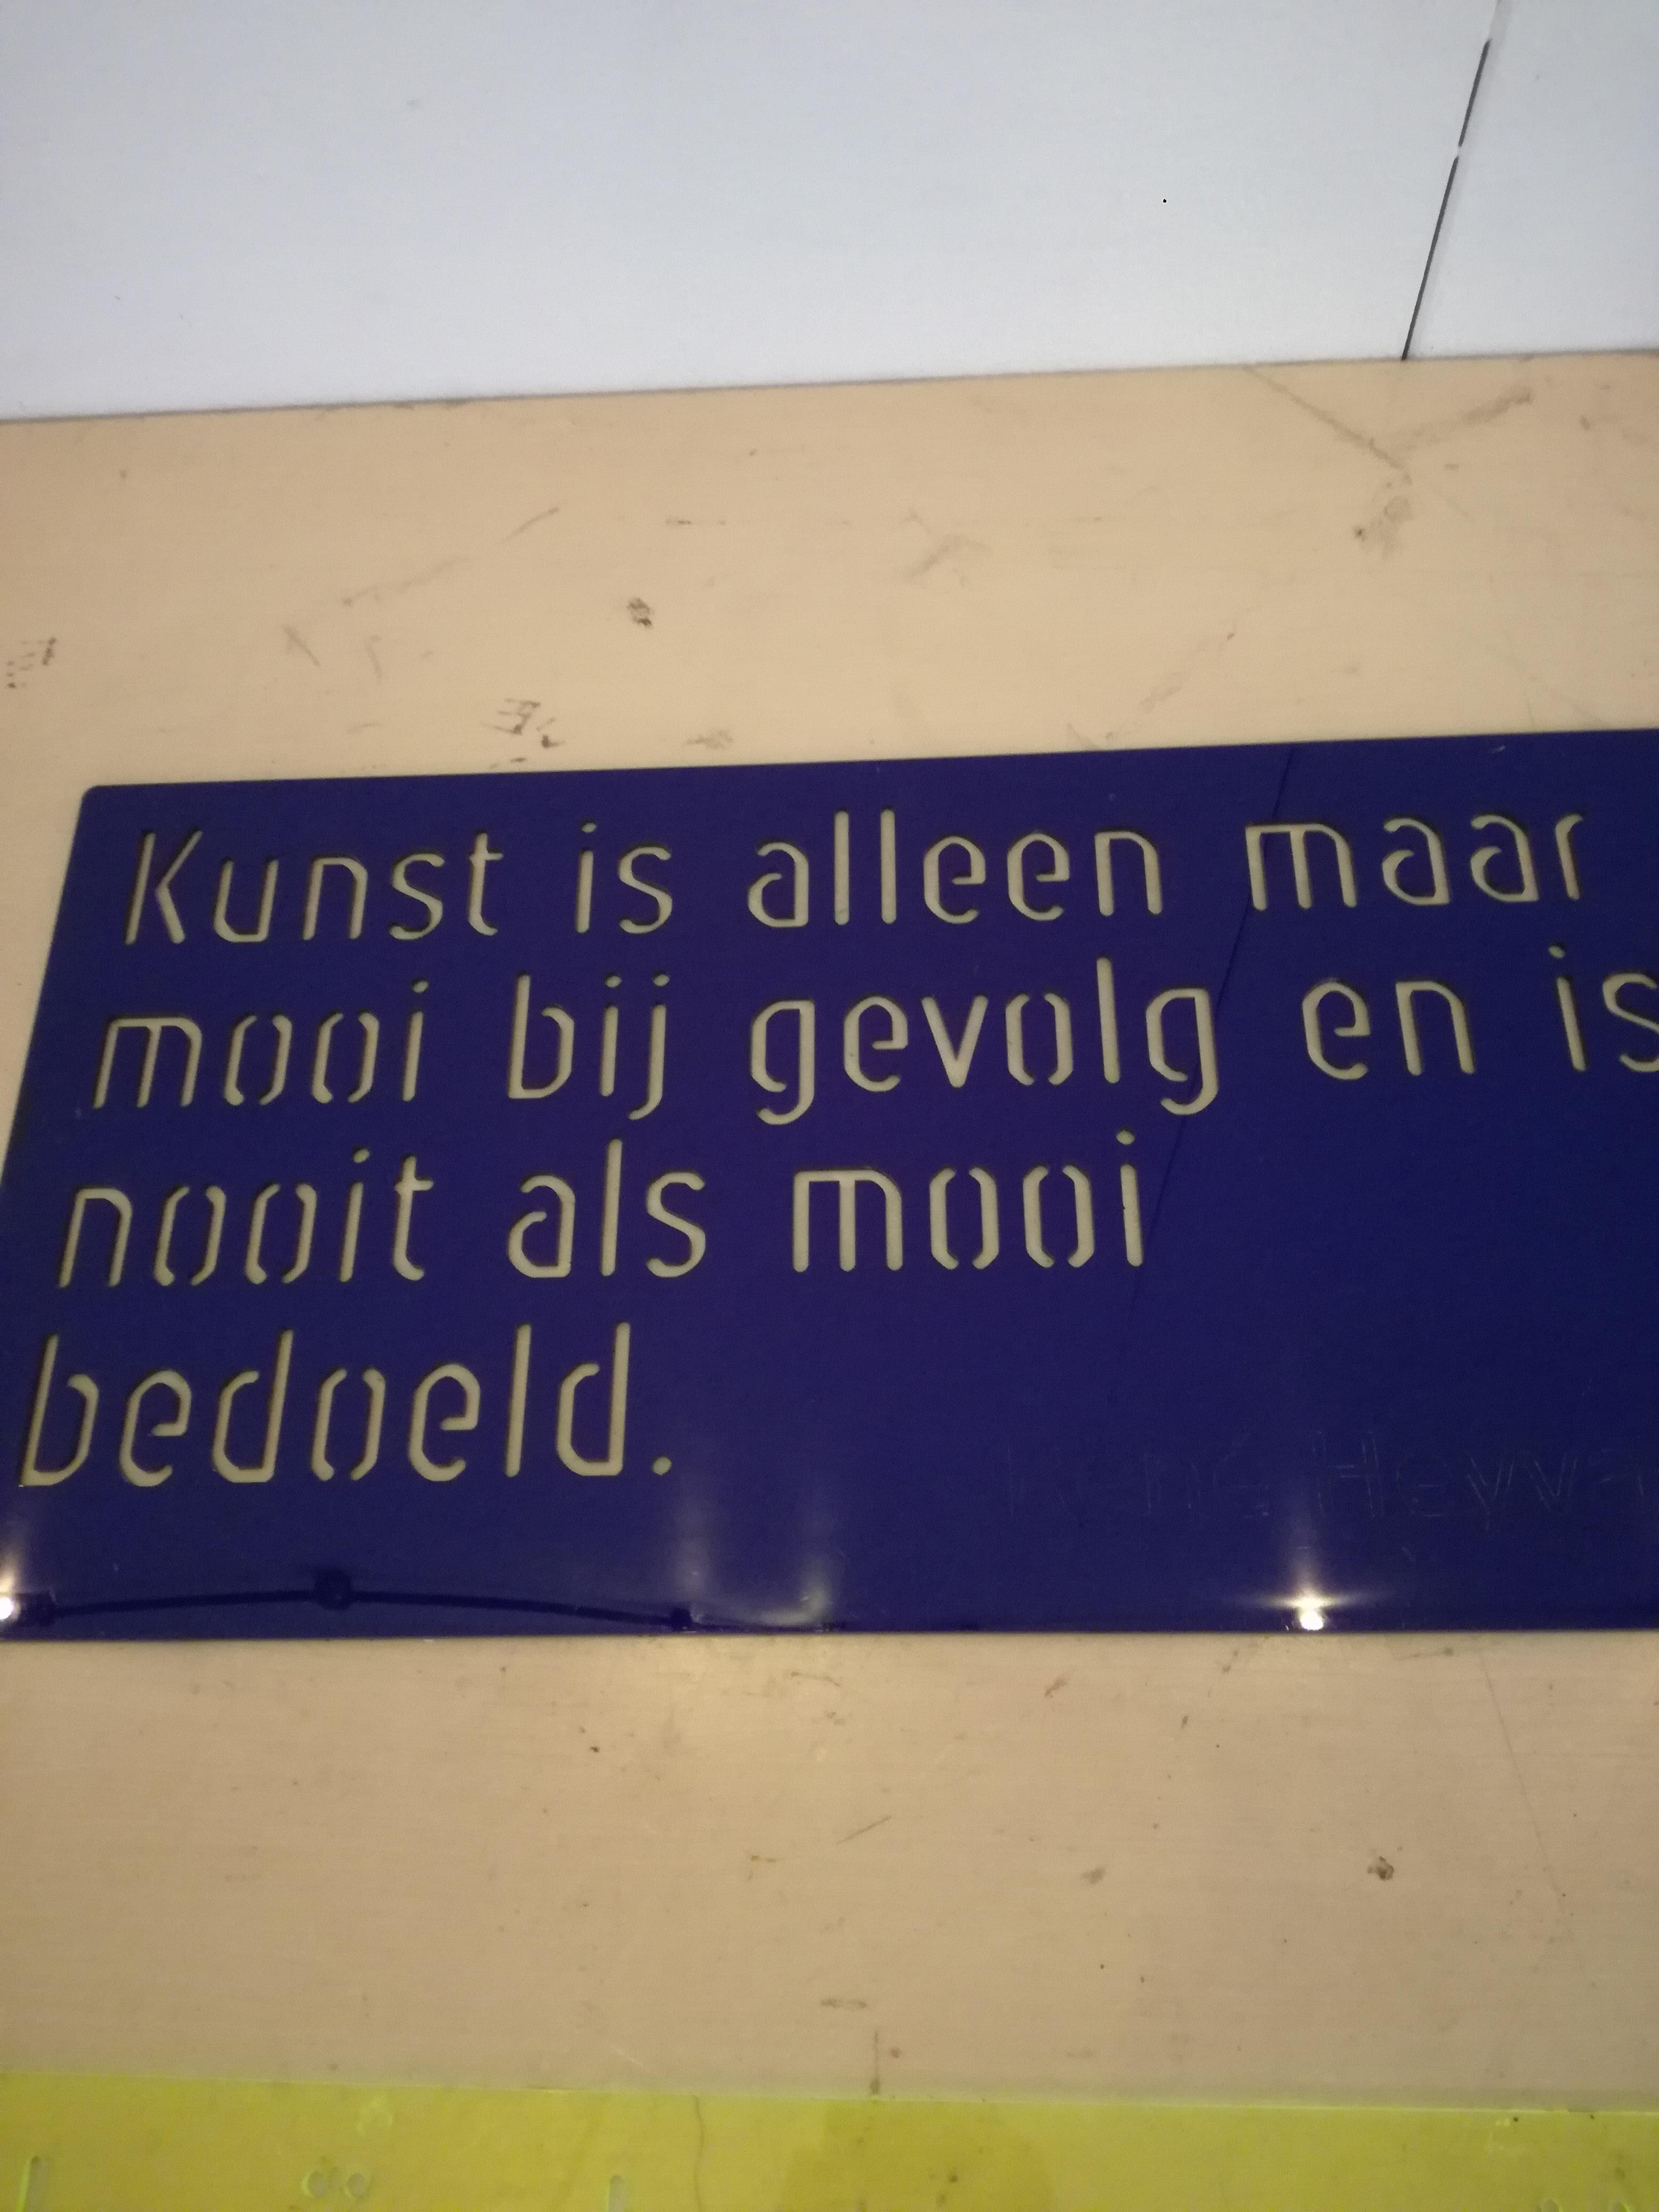 Kunst is alleen maar
mooi bij gevolg en is
nooit als mooi
bedoeld.